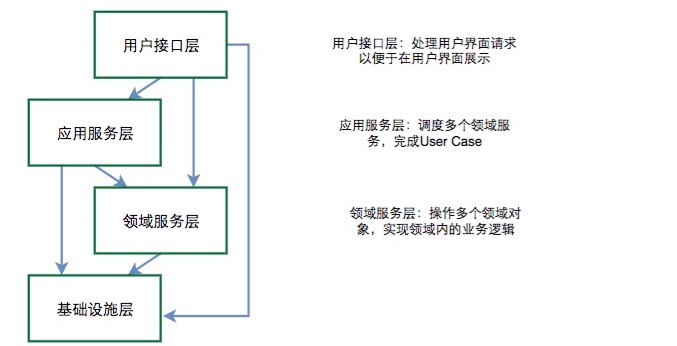 用户接口层
用户接口层：处理用户界面请求
以便于在用户界面展示
应用服务层
应用服务层：调度多个领域服
务，完成User Case
领域服务层
领域服务层：操作多个领域对
象，实现领域内的业务逻辑
基础设施层